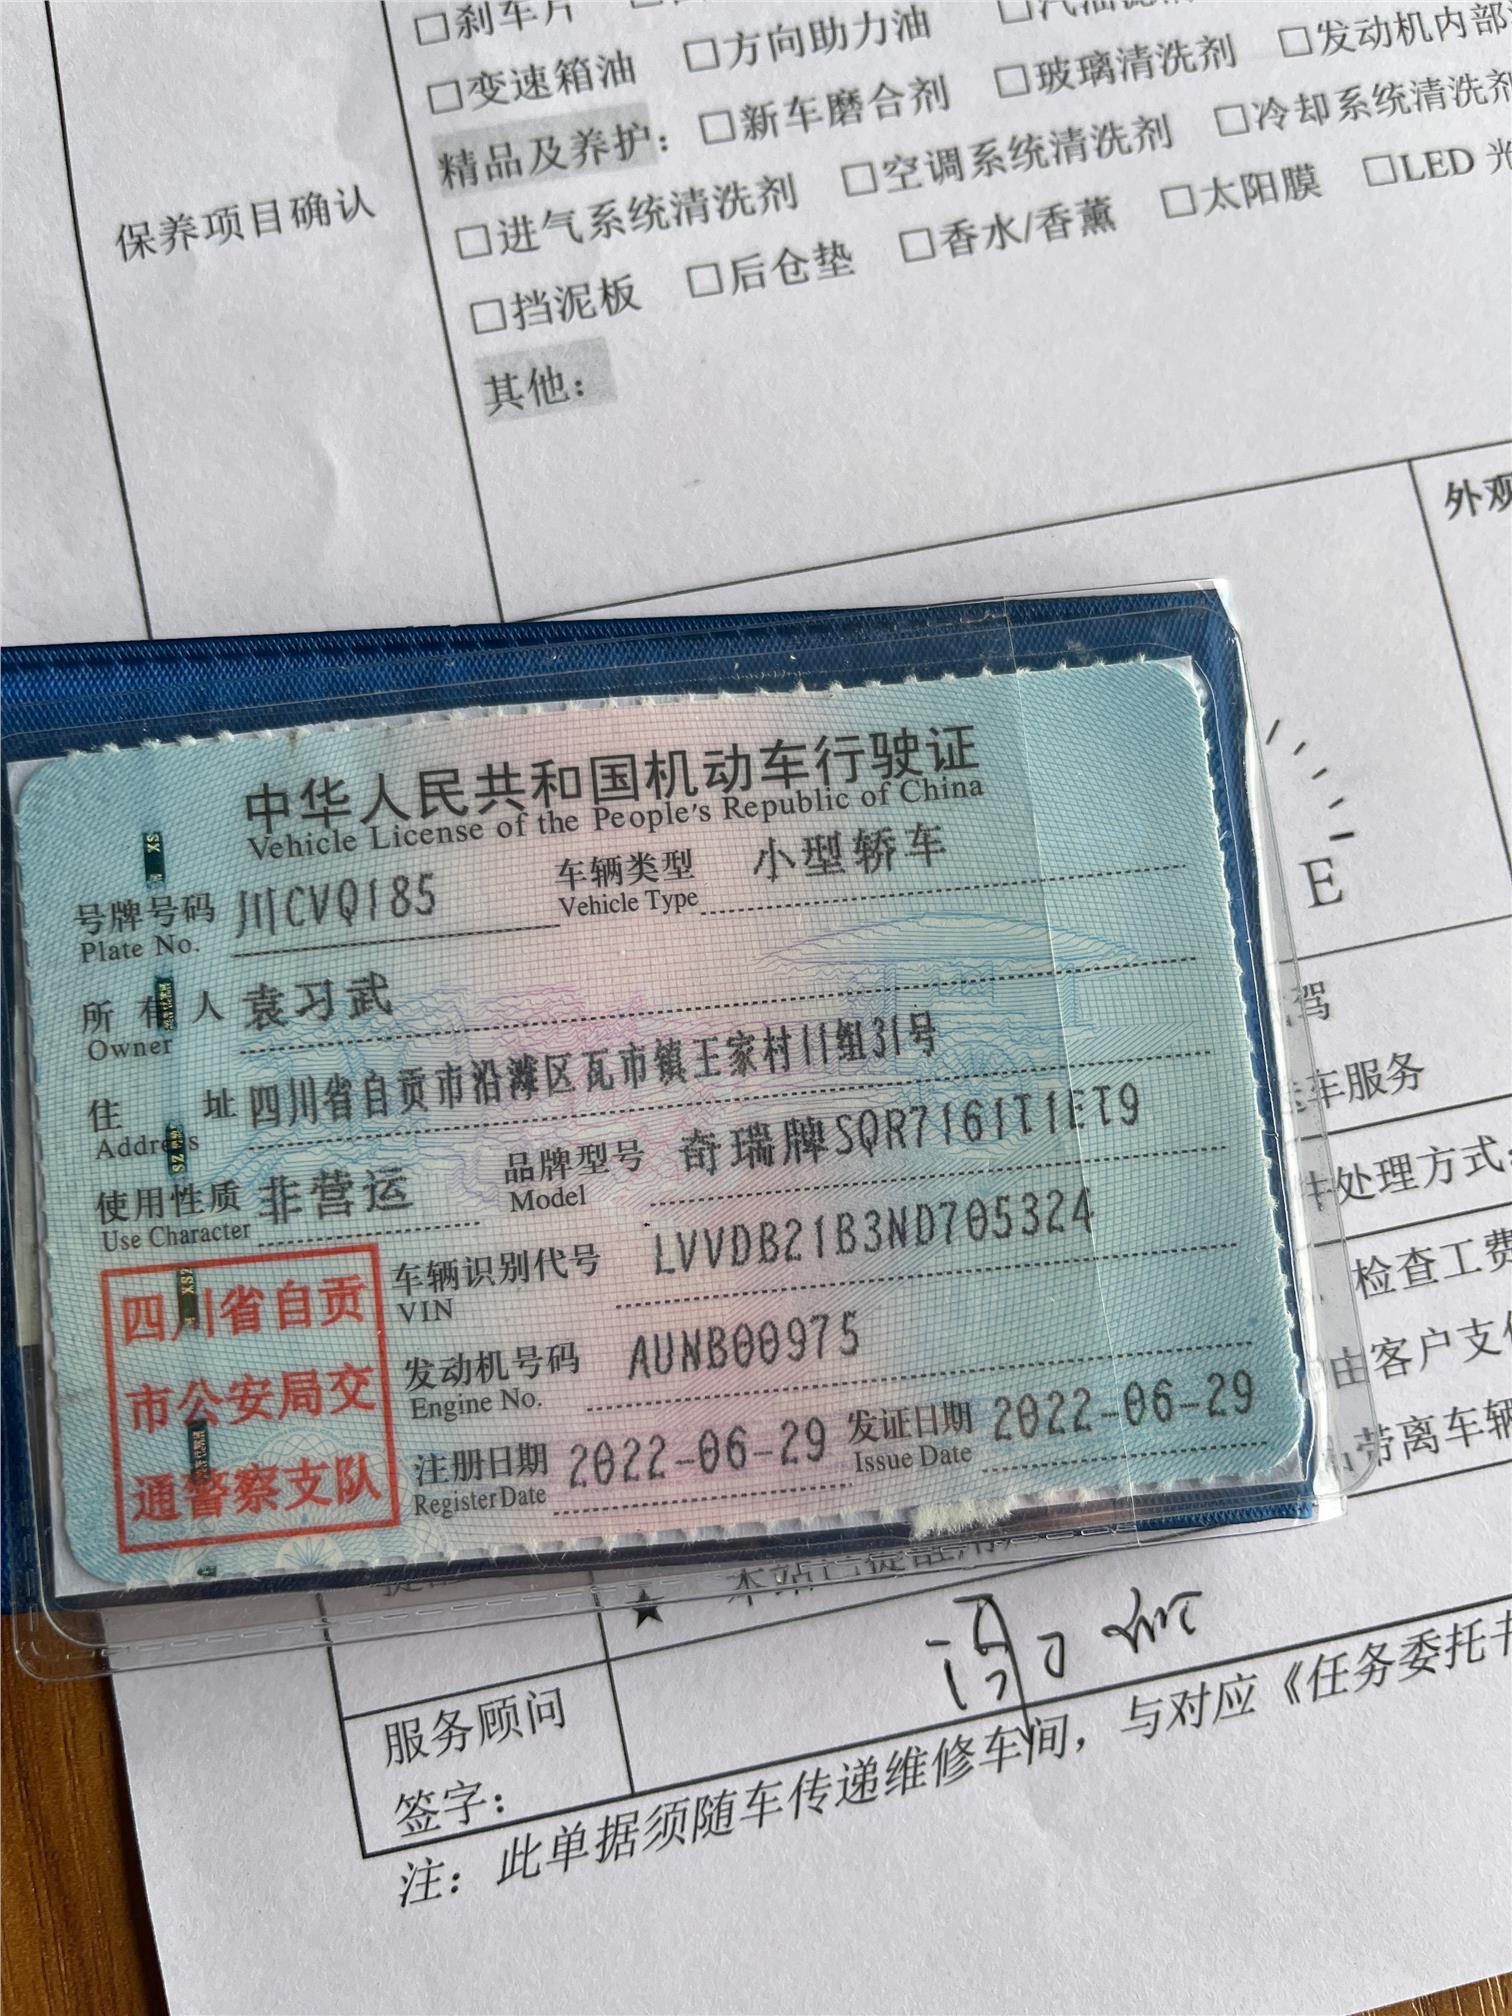 □刹车片
□变速箱油 □方向助力油
精品及养护： □新车磨合剂 □玻璃清洗剂 □发动机内部
□进气系统清洗剂 □空调系统清洗剂 □冷却系统清洗剂
□挡泥板 □后仓垫 □香水/香薰 □太阳膜 □LED 光
保养项目确认
其他：
外观
E
驾
车服务
处理方式
检查工费
由客户支付
带离车辆
中华人民共和国机动车行驶证
Vehicle License of the People's Republic of China
号牌号码 川CVQ185 车辆类型 小型轿车
Plate No. Vehicle Type
所有人 袁习武
Owner
住址 四川省自贡市沿滩区瓦市镇王家村11组31号
Address
使用性质 非营运 品牌型号 奇瑞牌SQR7161T1ET9
Use Character Model
车辆识别代号 LVVDB21B3ND705324
VIN
发动机号码 AUNB00975
Engine No.
注册日期 2022-06-29 发证日期 2022-06-29
Register Date Issue Date
四川省自贡
市公安局交
通警察支队
★
服务顾问
签字：
注：此单据须随车传递维修车间，与对应《任务委托书